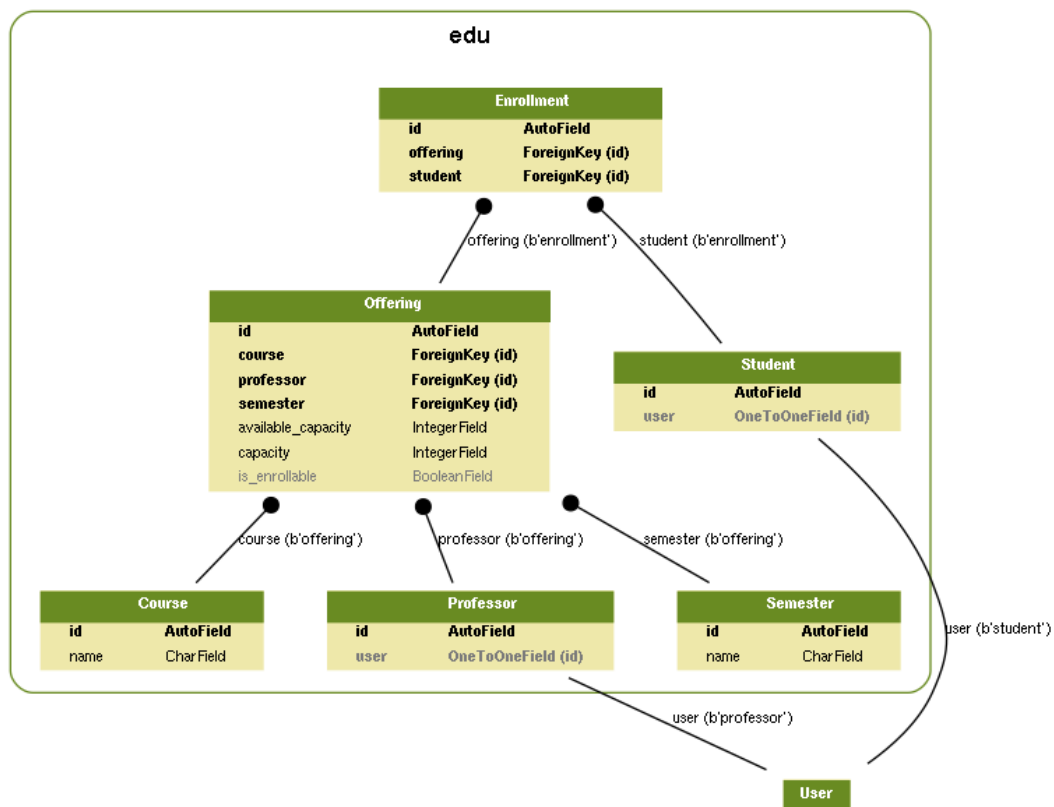 edu
Enrollment
id AutoField
offering ForeignKey (id)
student ForeignKey (id)
offering (b'enrollment') student (b'enrollment')
Offering
id AutoField
course ForeignKey (id)
professor ForeignKey (id)
semester ForeignKey (id)
available_capacity IntegerField
capacity IntegerField
is_enrollable BooleanField
Student
id AutoField
user OneToOneField (id)
course (b'offering') professor (b'offering') semester (b'offering')
Course
id AutoField
name CharField
Professor
id AutoField
user OneToOneField (id)
Semester
id AutoField
name CharField
user (b'student')
user (b'professor')
User